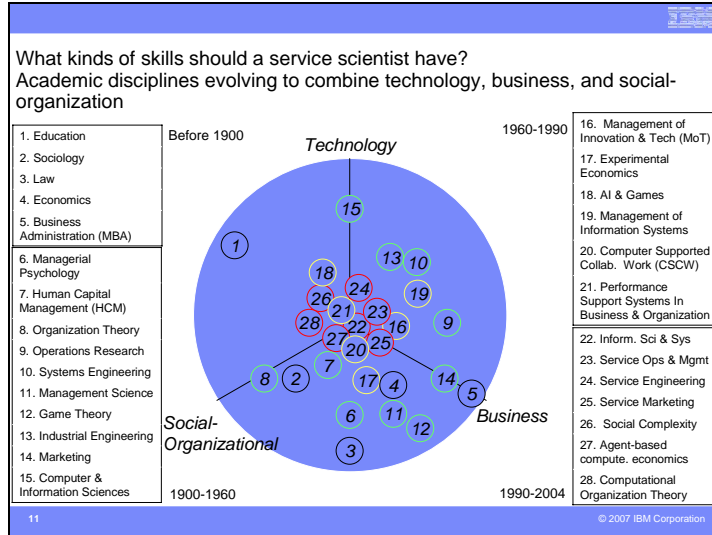 IBM
What kinds of skills should a service scientist have?
Academic disciplines evolving to combine technology, business, and social-
organization
1. Education
2. Sociology
3. Law
4. Economics
5. Business
Administration (MBA)
Before 1900
6. Managerial
Psychology
7. Human Capital
Management (HCM)
8. Organization Theory
9. Operations Research
10. Systems Engineering
11. Management Science
12. Game Theory
13. Industrial Engineering
14. Marketing
15. Computer &
Information Sciences
1900-1960
Technology
15
1
13
10
18
24
19
26
21
23
9
28
22
16
27
20
25
7
8
2
17
4
14
5
6
11
12
3
Social-
Organizational
Business
1960-1990
16. Management of
Innovation & Tech (MoT)
17. Experimental
Economics
18. AI & Games
19. Management of
Information Systems
20. Computer Supported
Collab. Work (CSCW)
21. Performance
Support Systems In
Business & Organization
22. Inform. Sci & Sys
23. Service Ops & Mgmt
24. Service Engineering
25. Service Marketing
26. Social Complexity
27. Agent-based
compute. economics
28. Computational
Organization Theory
1990-2004
11
© 2007 IBM Corporation